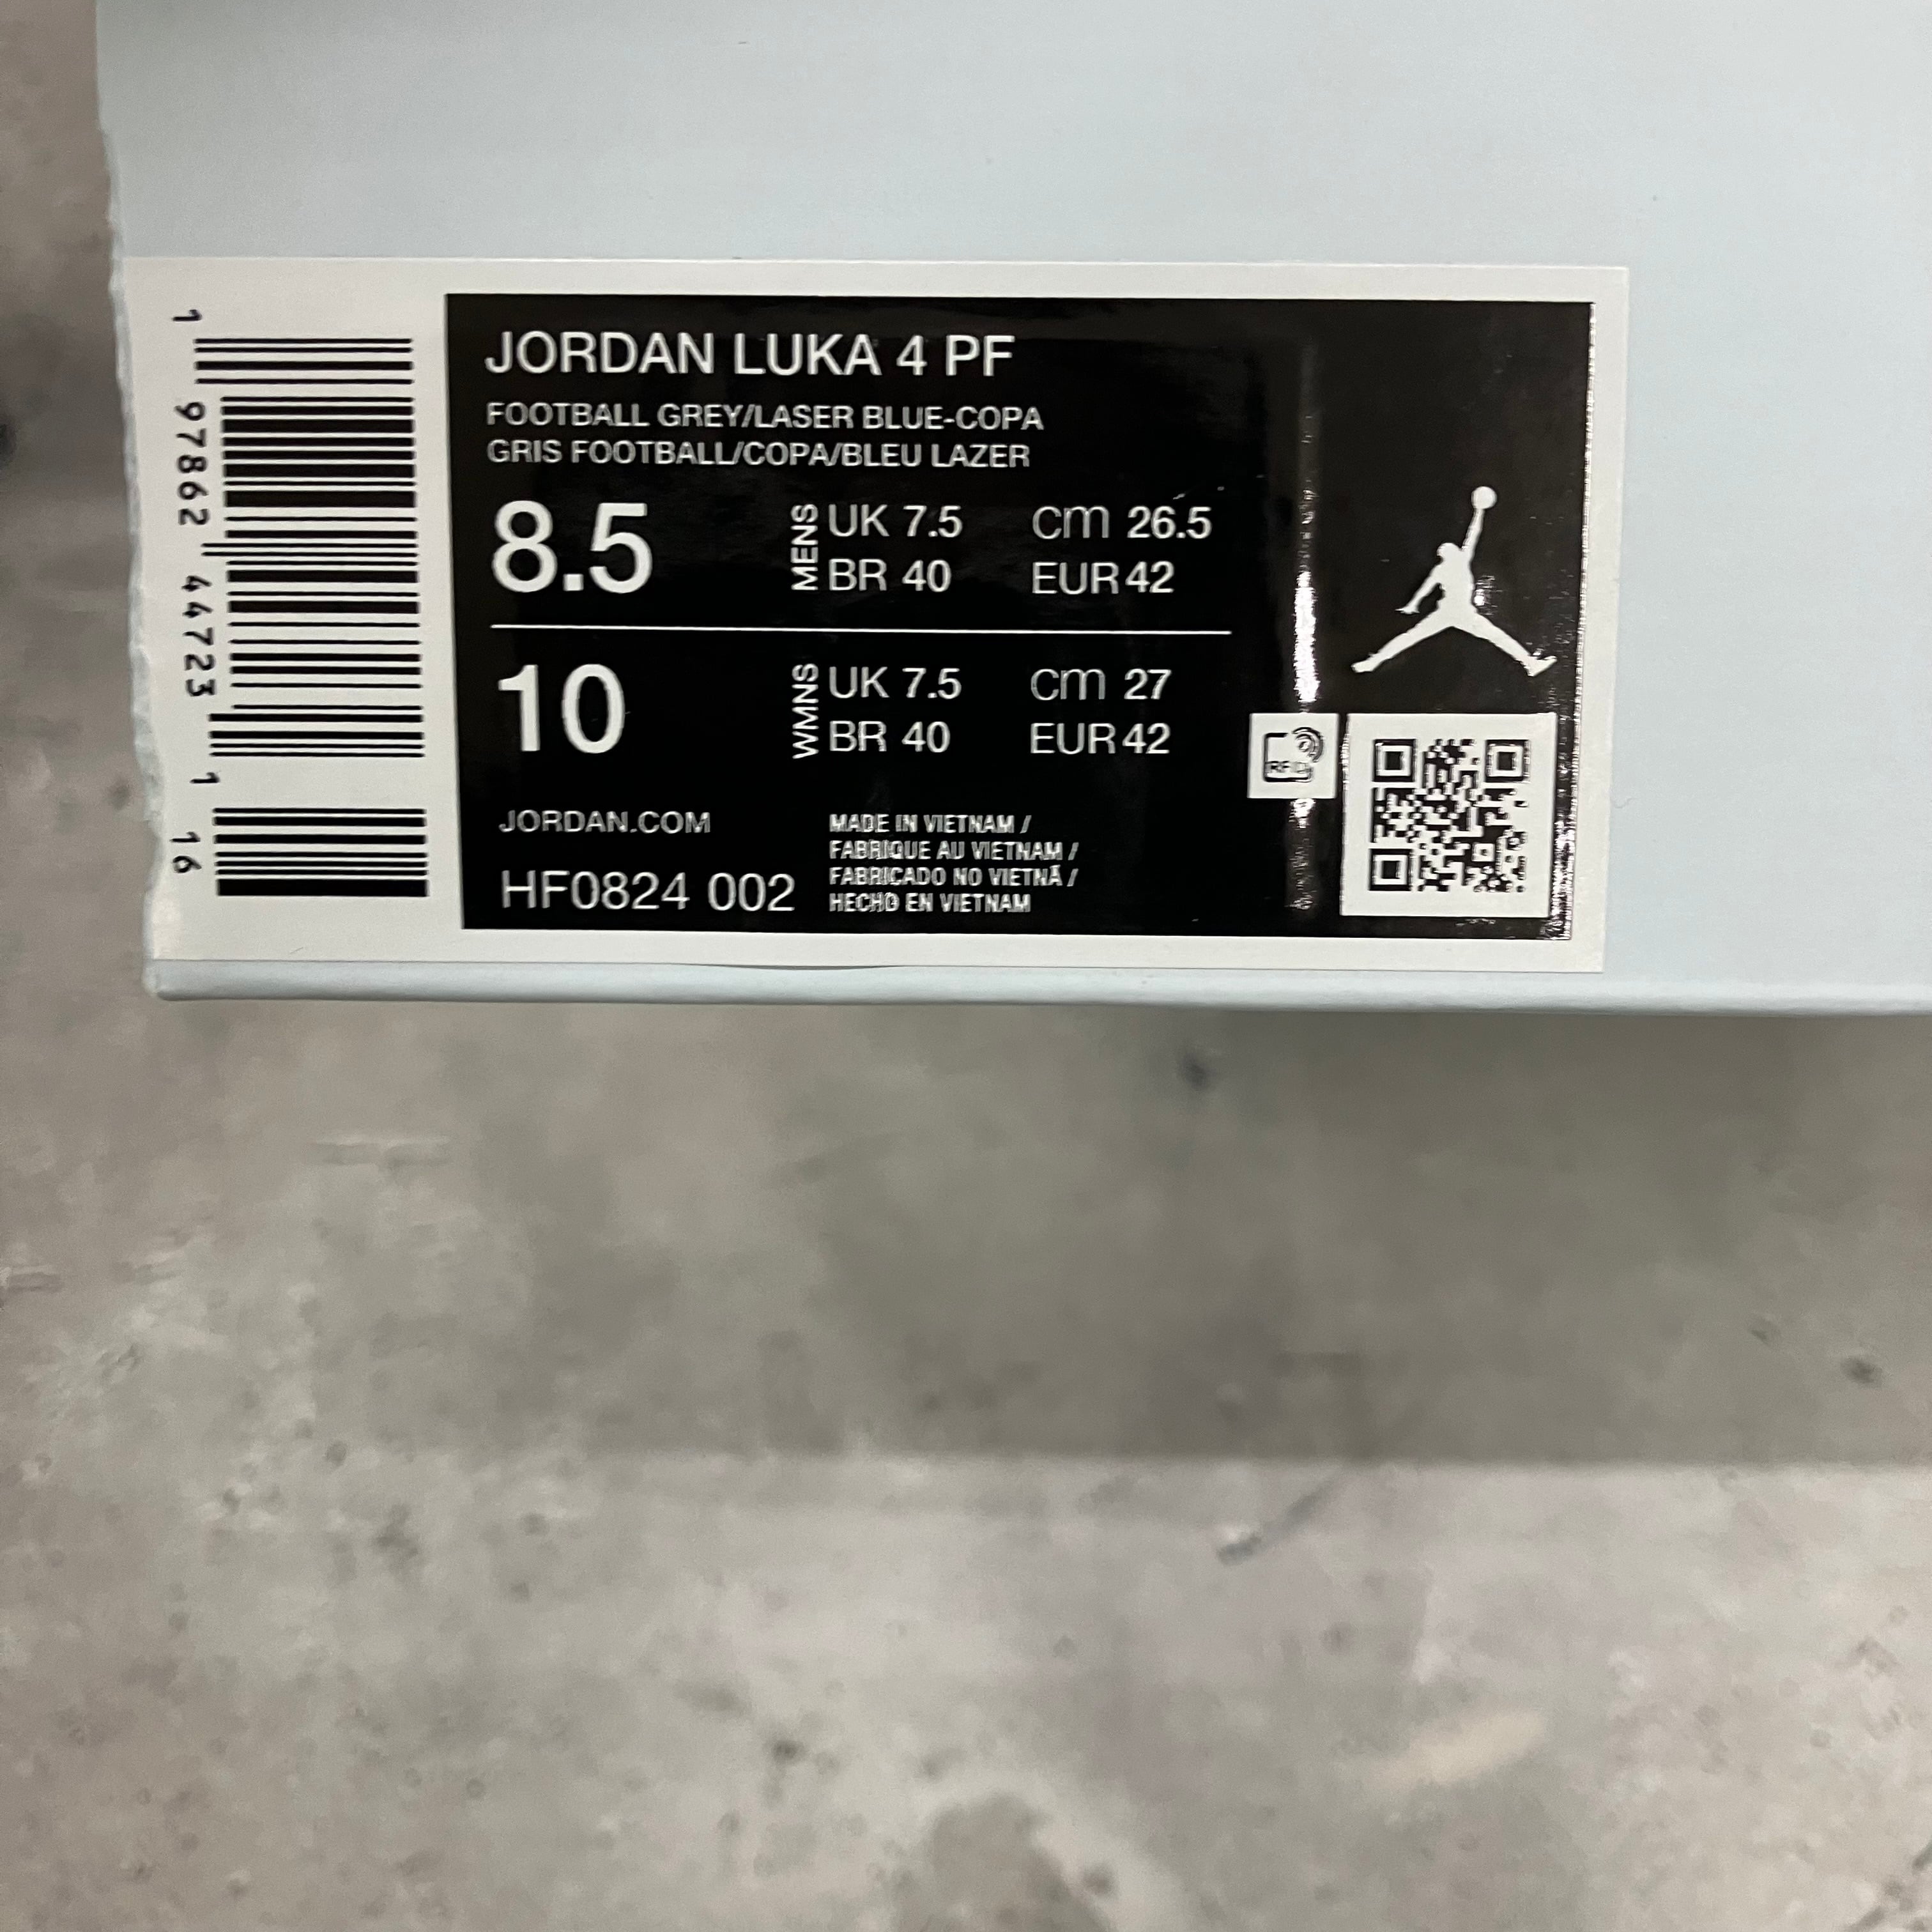 1 97862 44723 1 16
JORDAN LUKA 4 PF
FOOTBALL GREY/LASER BLUE-COPA
GRIS FOOTBALL/COPA/BLEU LAZER
8.5 MENS UK 7.5 cm 26.5
BR 40 EUR 42
10 WMNS UK 7.5 cm 27
BR 40 EUR 42
RFID
JORDAN.COM
HF0824 002
MADE IN VIETNAM /
FABRIQUE AU VIETNAM /
FABRICADO NO VIETNÃ /
HECHO EN VIETNAM